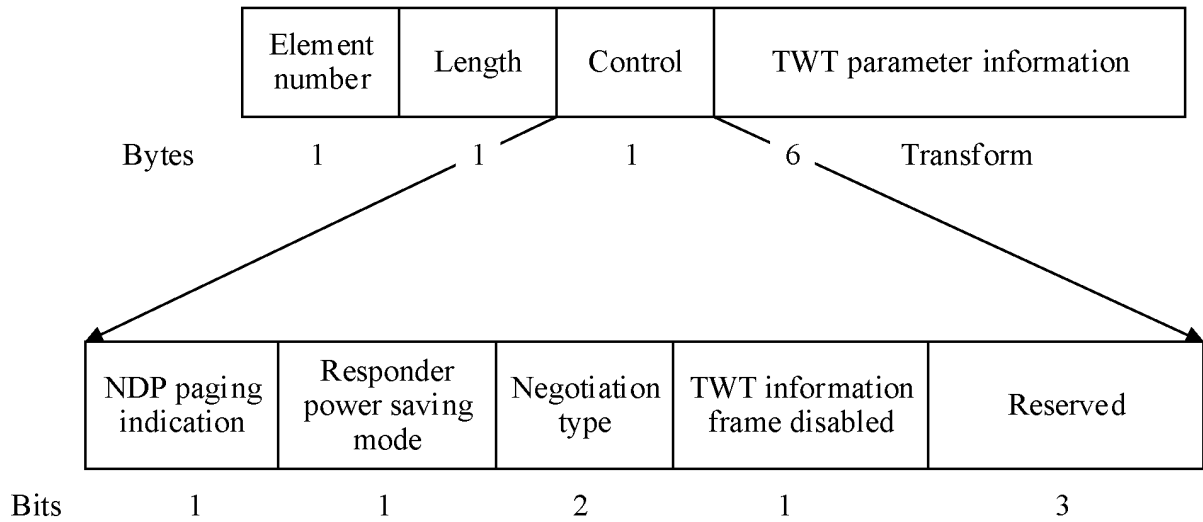 Element number
Length
Control
TWT parameter information
Bytes 1 1 1 6 Transform
NDP paging indication
Responder power saving mode
Negotiation type
TWT information frame disabled
Reserved
Bits 1 1 2 1 3